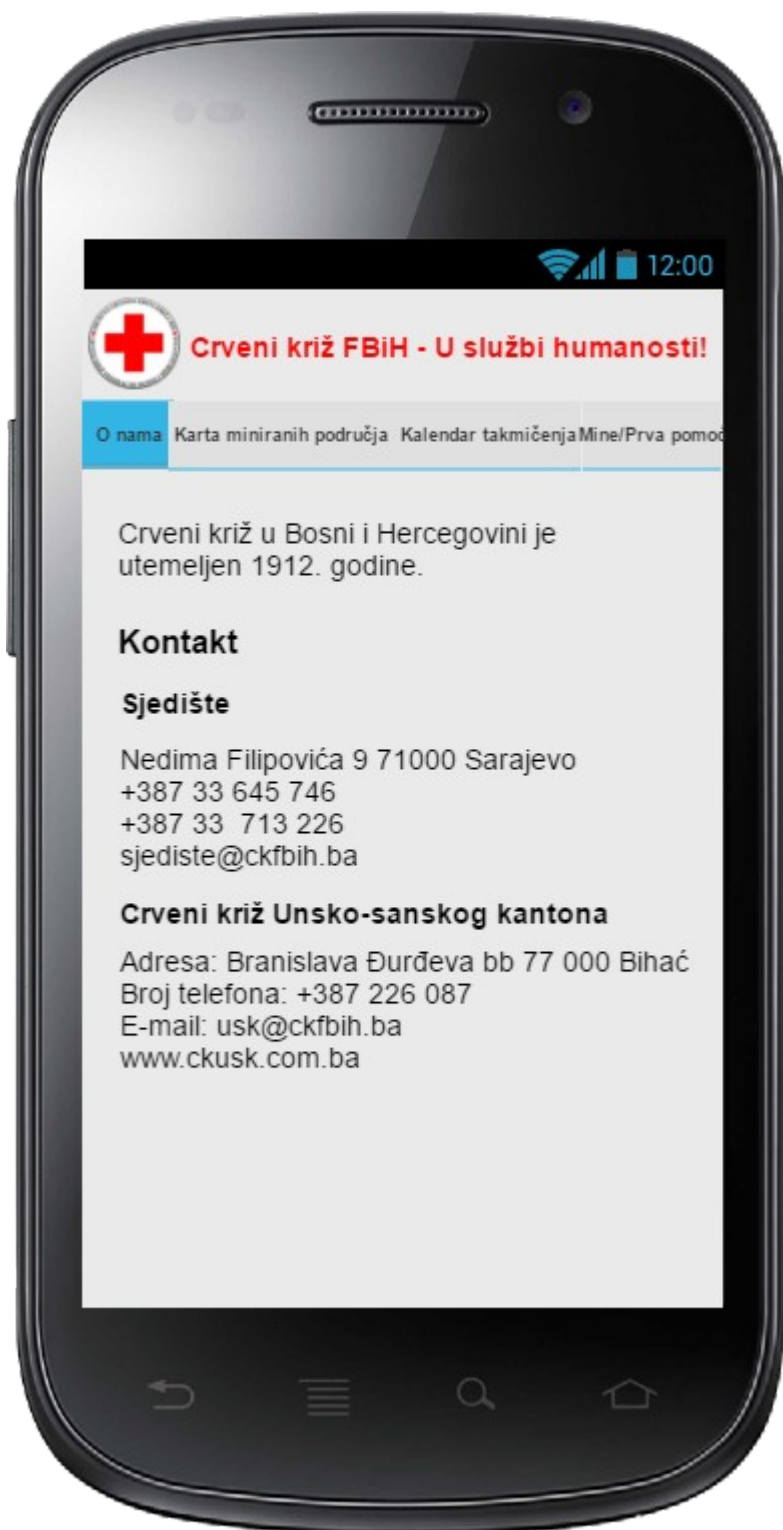 12:00
Crveni križ FBiH - U službi humanosti!
O nama Karta miniranih područja Kalendar takmičenja Mine/Prva pomoć
Crveni križ u Bosni i Hercegovini je
utemeljen 1912. godine.
Kontakt
Sjedište
Nedima Filipovića 9 71000 Sarajevo
+387 33 645 746
+387 33  713 226
sjediste@ckfbih.ba
Crveni križ Unsko-sanskog kantona
Adresa: Branislava Đurđeva bb 77 000 Bihać
Broj telefona: +387 226 087
E-mail: usk@ckfbih.ba
www.ckusk.com.ba